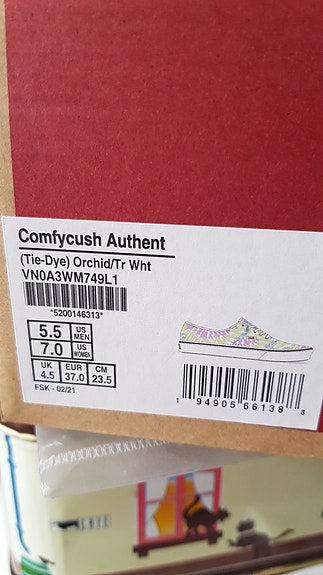 Comfycush Authent
(Tie-Dye) Orchid/Tr Wht
VN0A3WM749L1
*5200146313*
5.5 US MEN
7.0 US WOMEN
UK EUR CM
4.5 37.0 23.5
FSK - 02/21
1 94905 66138 8